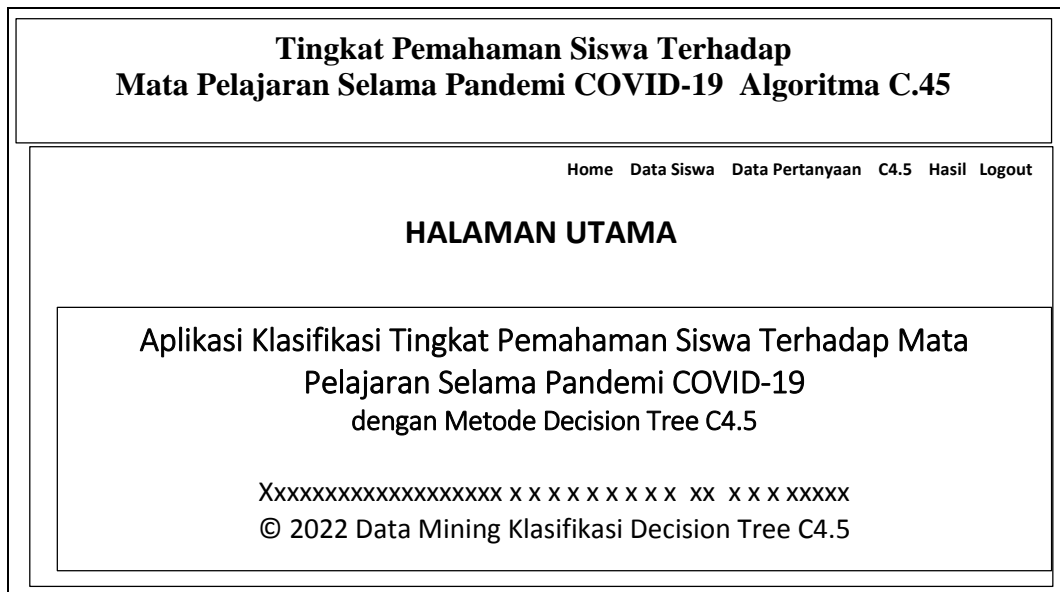 Tingkat Pemahaman Siswa Terhadap
Mata Pelajaran Selama Pandemi COVID-19 Algoritma C.45
Home Data Siswa Data Pertanyaan C4.5 Hasil Logout
HALAMAN UTAMA
Aplikasi Klasifikasi Tingkat Pemahaman Siswa Terhadap Mata
Pelajaran Selama Pandemi COVID-19
dengan Metode Decision Tree C4.5
Xxxxxxxxxxxxxxxxxxx x x x x x x x x x xx x x x xxxxx
© 2022 Data Mining Klasifikasi Decision Tree C4.5